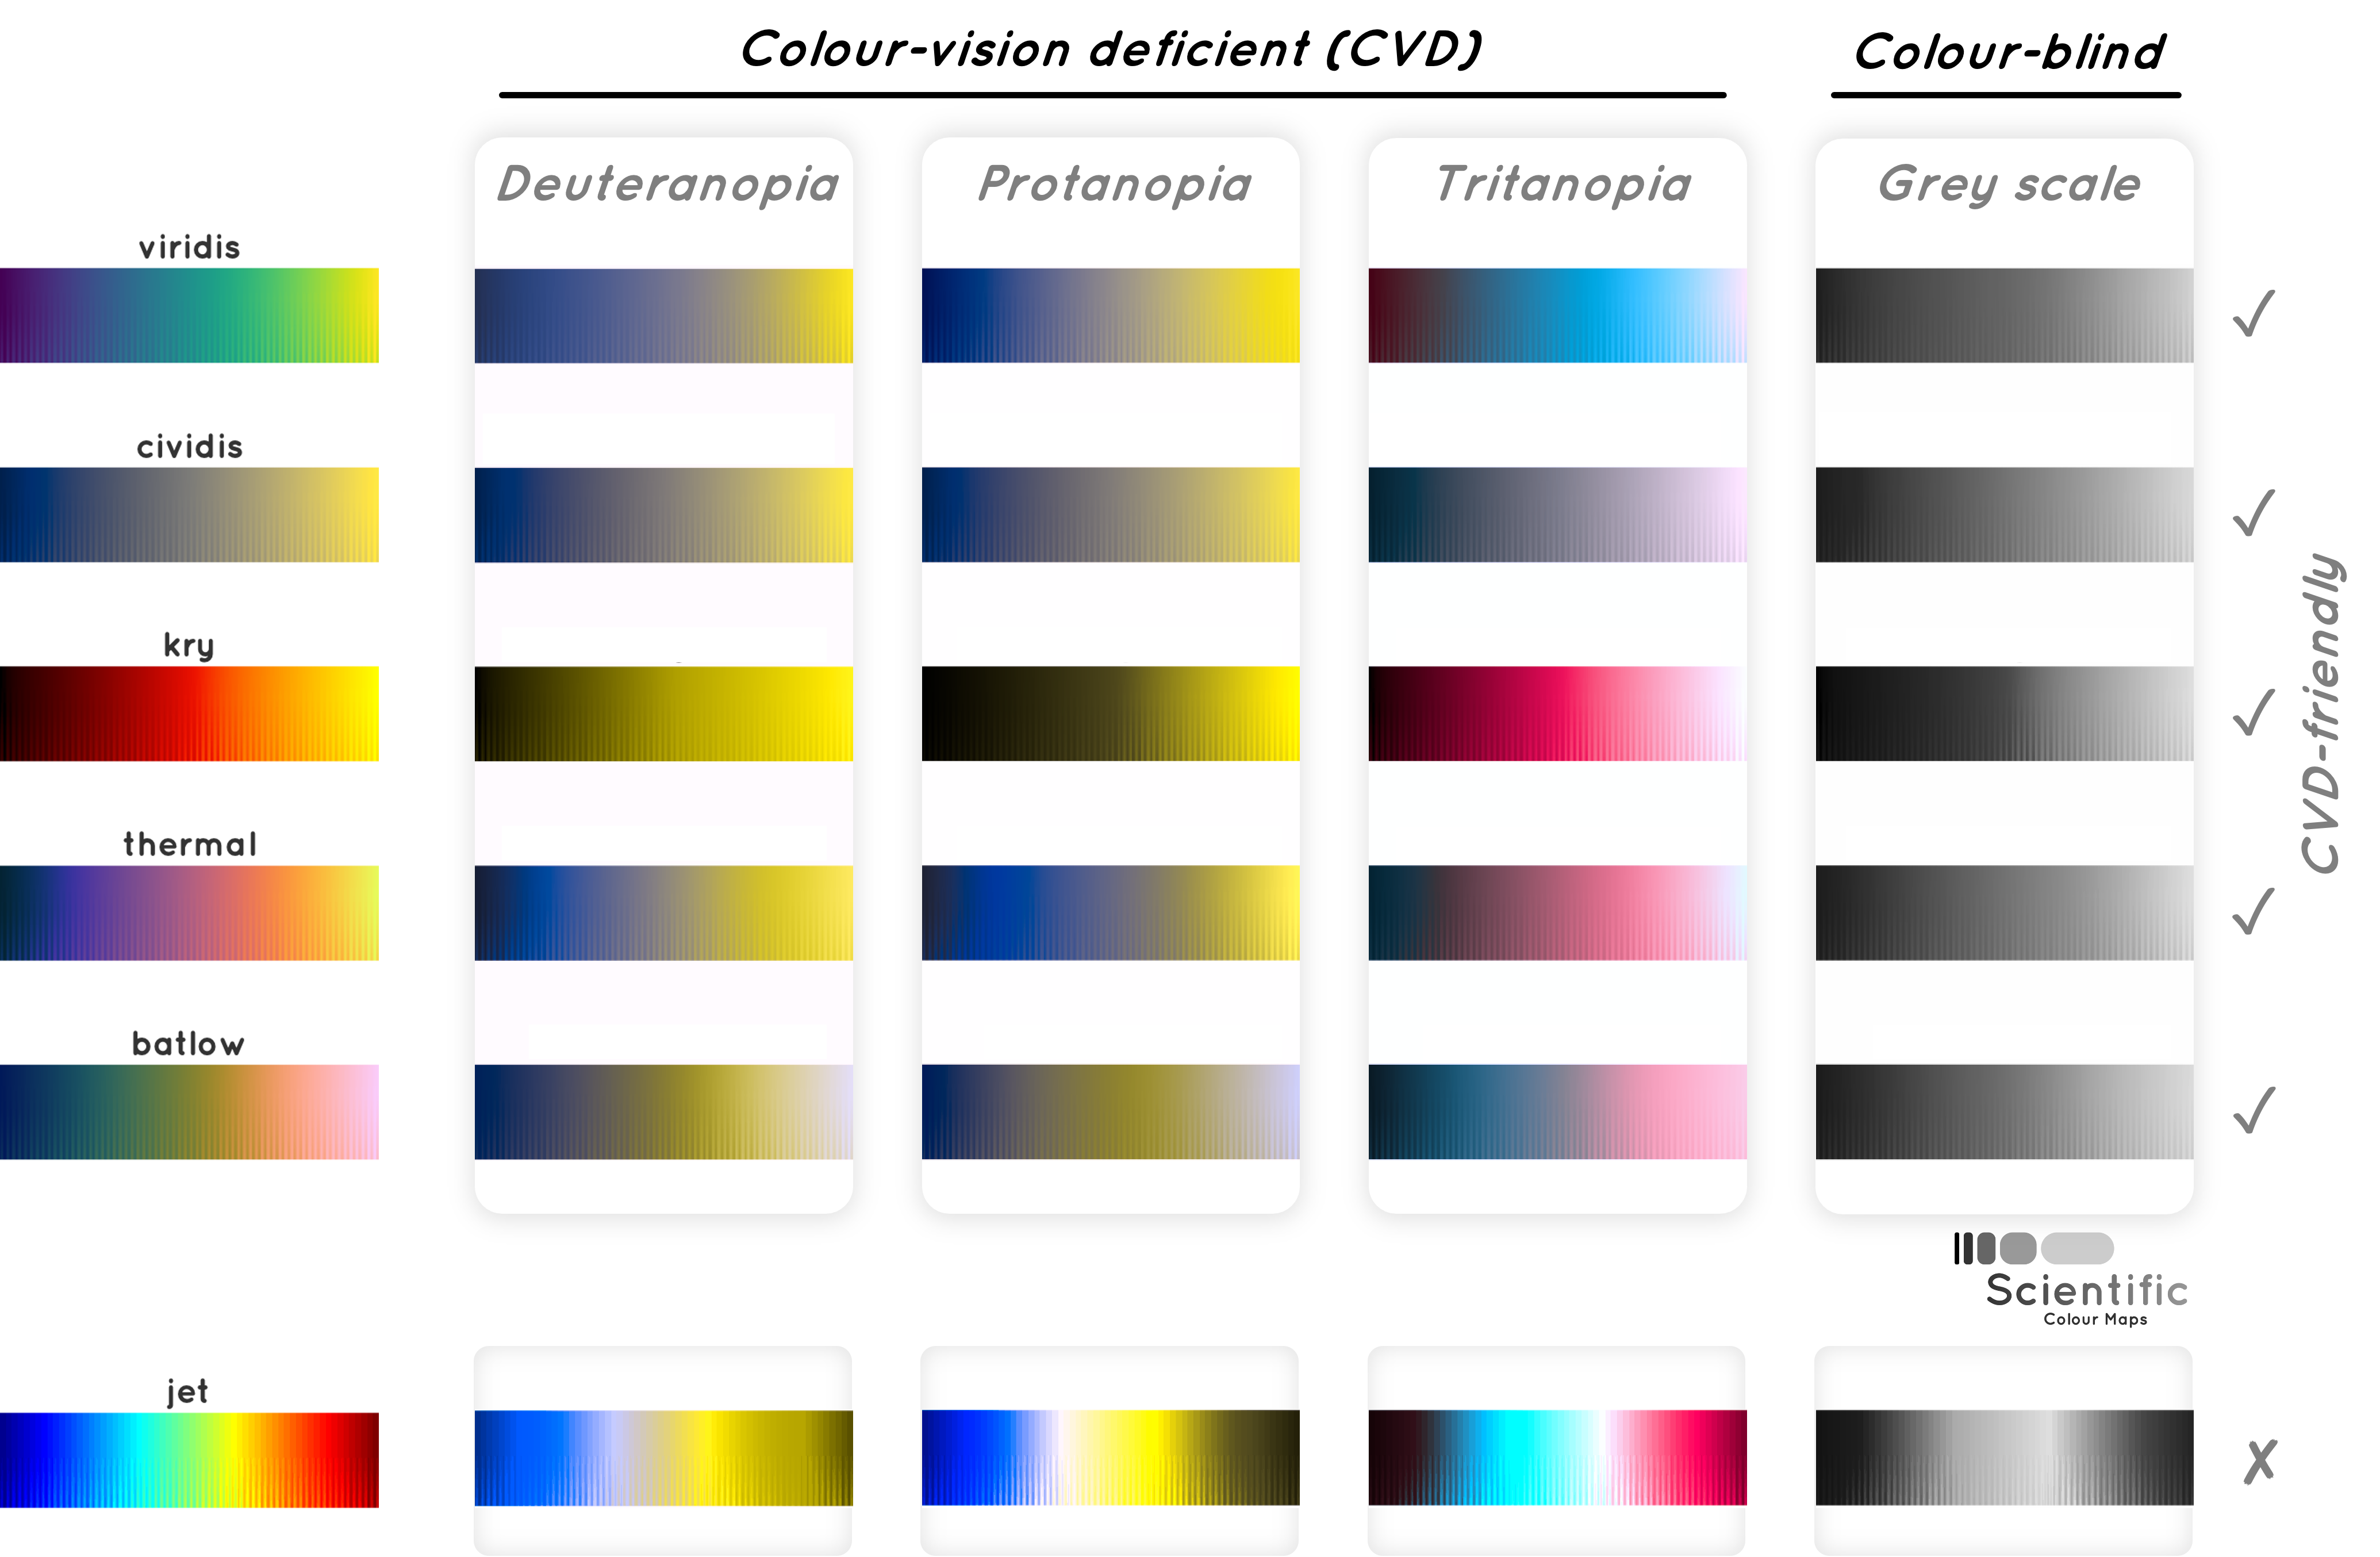 Colour-vision deficient (CVD)
Colour-blind
Deuteranopia
Protanopia
Tritanopia
Grey scale
viridis
cividis
kry
thermal
batlow
CVD-friendly
Scientific
Colour Maps
jet